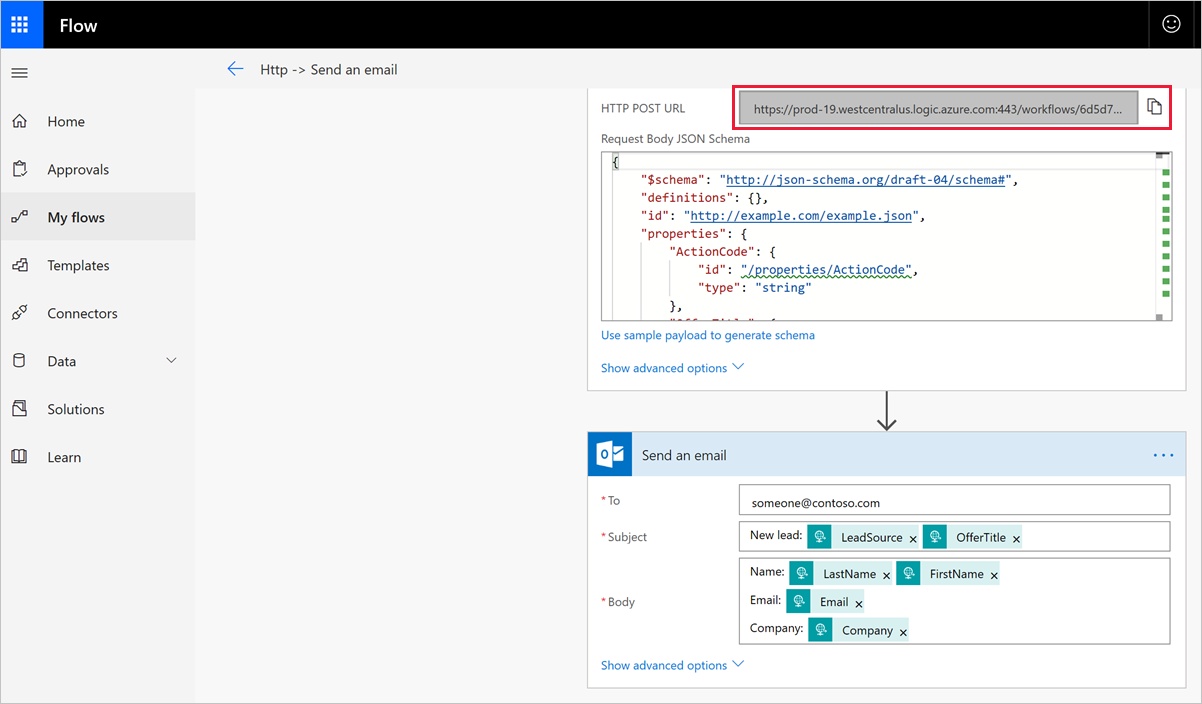 Flow
Http -> Send an email
Home
Approvals
My flows
Templates
Connectors
Data
Solutions
Learn
HTTP POST URL
https://prod-19.westcentralus.logic.azure.com:443/workflows/6d5d7...
Request Body JSON Schema
{
"$schema": "http://json-schema.org/draft-04/schema#",
"definitions": {},
"id": "http://example.com/example.json",
"properties": {
"ActionCode": {
"id": "/properties/ActionCode",
"type": "string"
},
"OfferTitle": {
Use sample payload to generate schema
Show advanced options
Send an email
...
*To
someone@contoso.com
*Subject
New lead: LeadSource x OfferTitle x
*Body
Name: LastName x FirstName x
Email: Email x
Company: Company x
Show advanced options